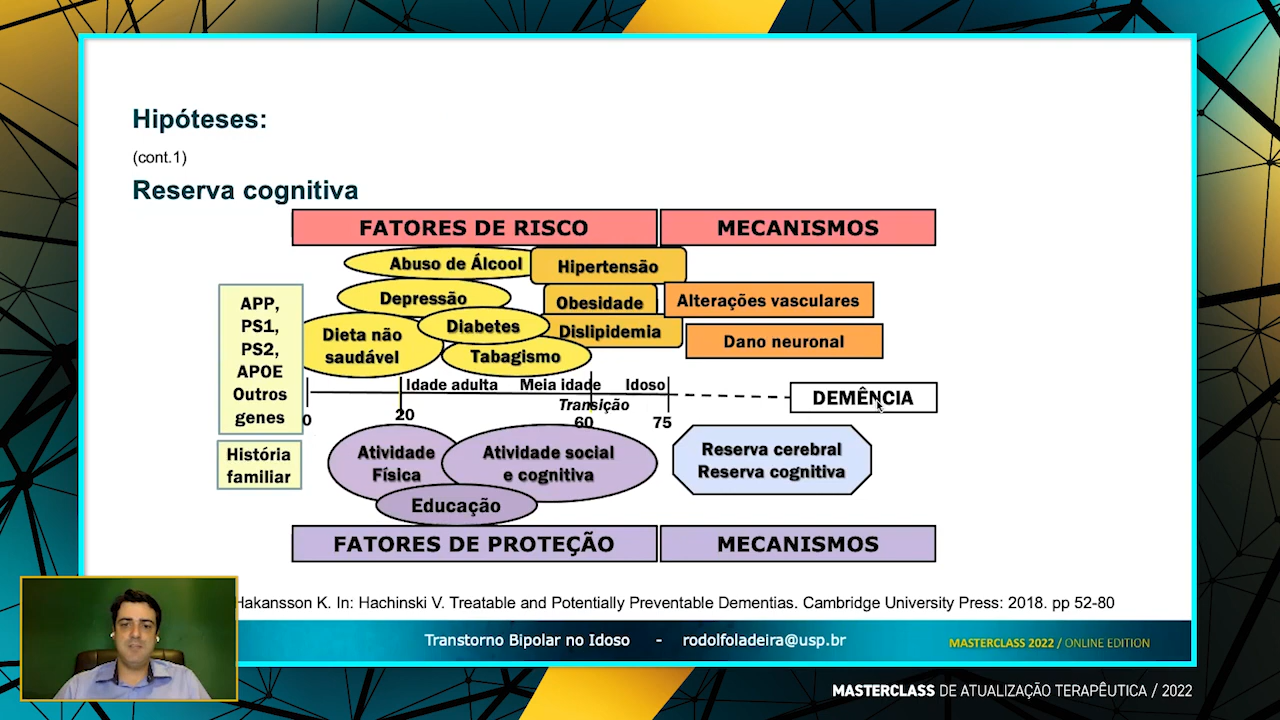 Hipóteses:
(cont.1)
Reserva cognitiva
FATORES DE RISCO
MECANISMOS
Abuso de Álcool
Hipertensão
Depressão
Obesidade
Alterações vasculares
Diabetes
Dislipidemia
Dieta não
saudável
Tabagismo
Dano neuronal
APP,
PS1,
PS2,
APOE
Outros
genes
História
familiar
Idade adulta
Meia idade
Idoso
Transição
0
20
60
75
DEMÊNCIA
Atividade
Física
Atividade social
e cognitiva
Educação
Reserva cerebral
Reserva cognitiva
FATORES DE PROTEÇÃO
MECANISMOS
Hakansson K. In: Hachinski V. Treatable and Potentially Preventable Dementias. Cambridge University Press: 2018. pp 52-80
Transtorno Bipolar no Idoso - rodolfoladeira@usp.br
MASTERCLASS 2022 / ONLINE EDITION
MASTERCLASS DE ATUALIZAÇÃO TERAPÊUTICA / 2022